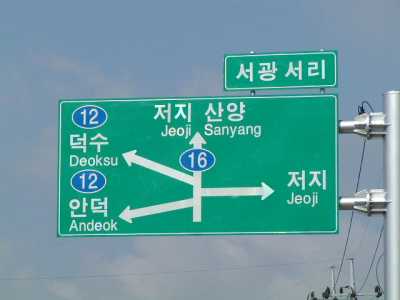 서광 서리
12
저지 산양
Jeoji Sanyang
덕수
Deoksu
16
12
안덕
Andeok
저지
Jeoji